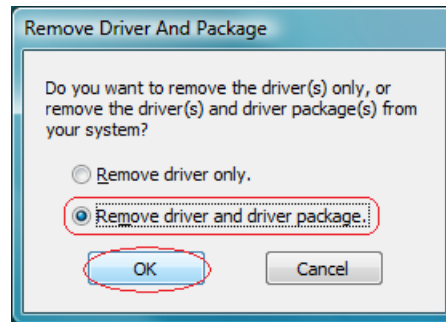 Remove Driver And Package
Do you want to remove the driver(s) only, or
remove the driver(s) and driver package(s) from
your system?
Remove driver only.
Remove driver and driver package.
OK
Cancel